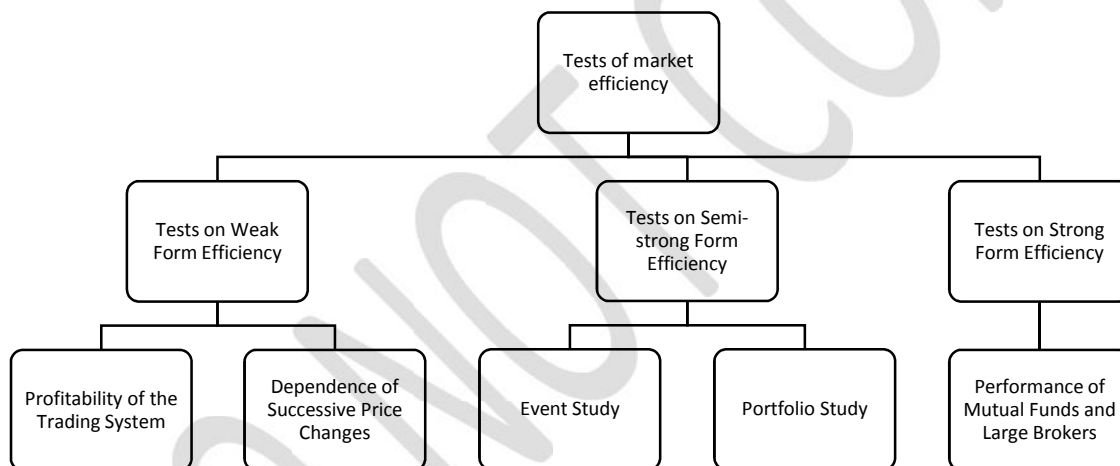 Tests of market
efficiency
Tests on Weak
Form Efficiency
Tests on Semi-
strong Form
Efficiency
Tests on Strong
Form Efficiency
Profitability of the
Trading System
Dependence of
Successive Price
Changes
Event Study
Portfolio Study
Performance of
Mutual Funds and
Large Brokers
NOT